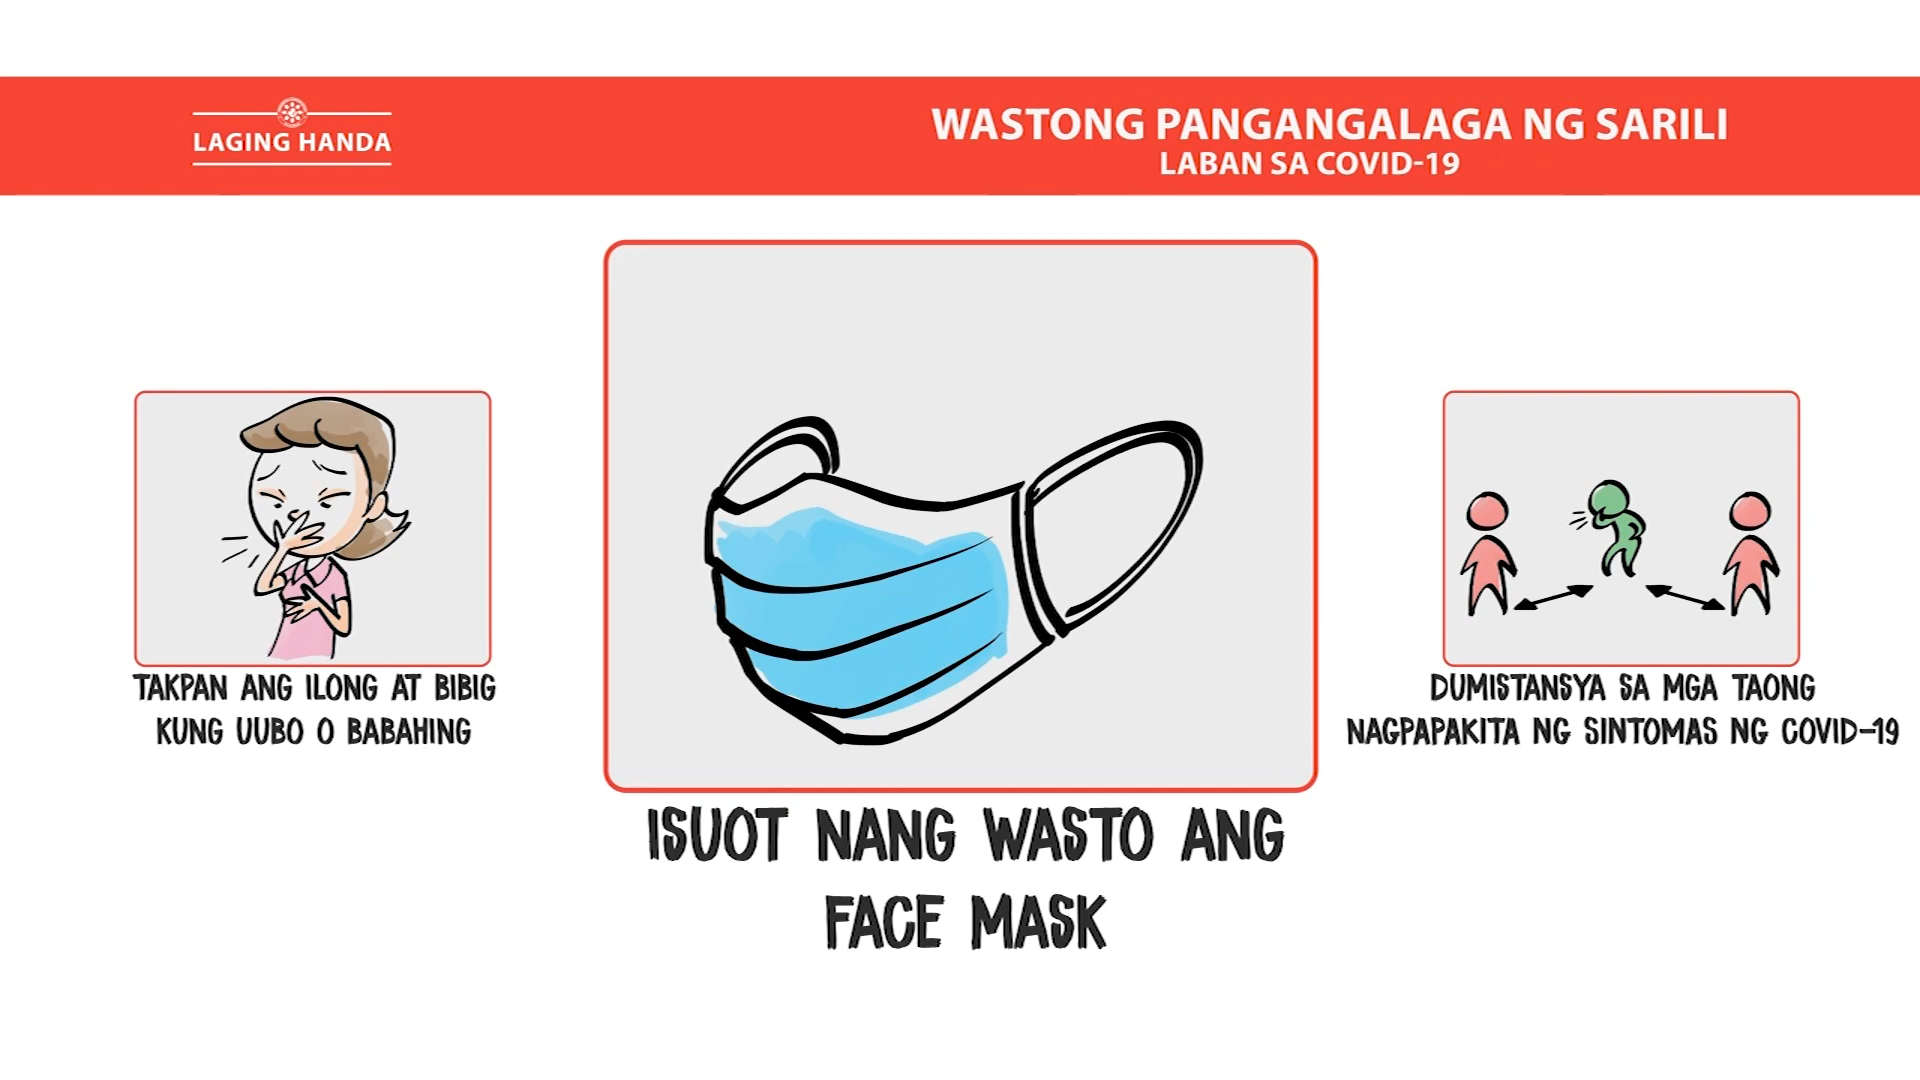 LAGING HANDA
WASTONG PANGANGALAGA NG SARILI
LABAN SA COVID-19
TAKPAN ANG ILONG AT BIBIG
KUNG UUBO O BABAHING
ISUOT NANG WASTO ANG
FACE MASK
DUMISTANSYA SA MGA TAONG
NAGPAPAKITA NG SINTOMAS NG COVID-19